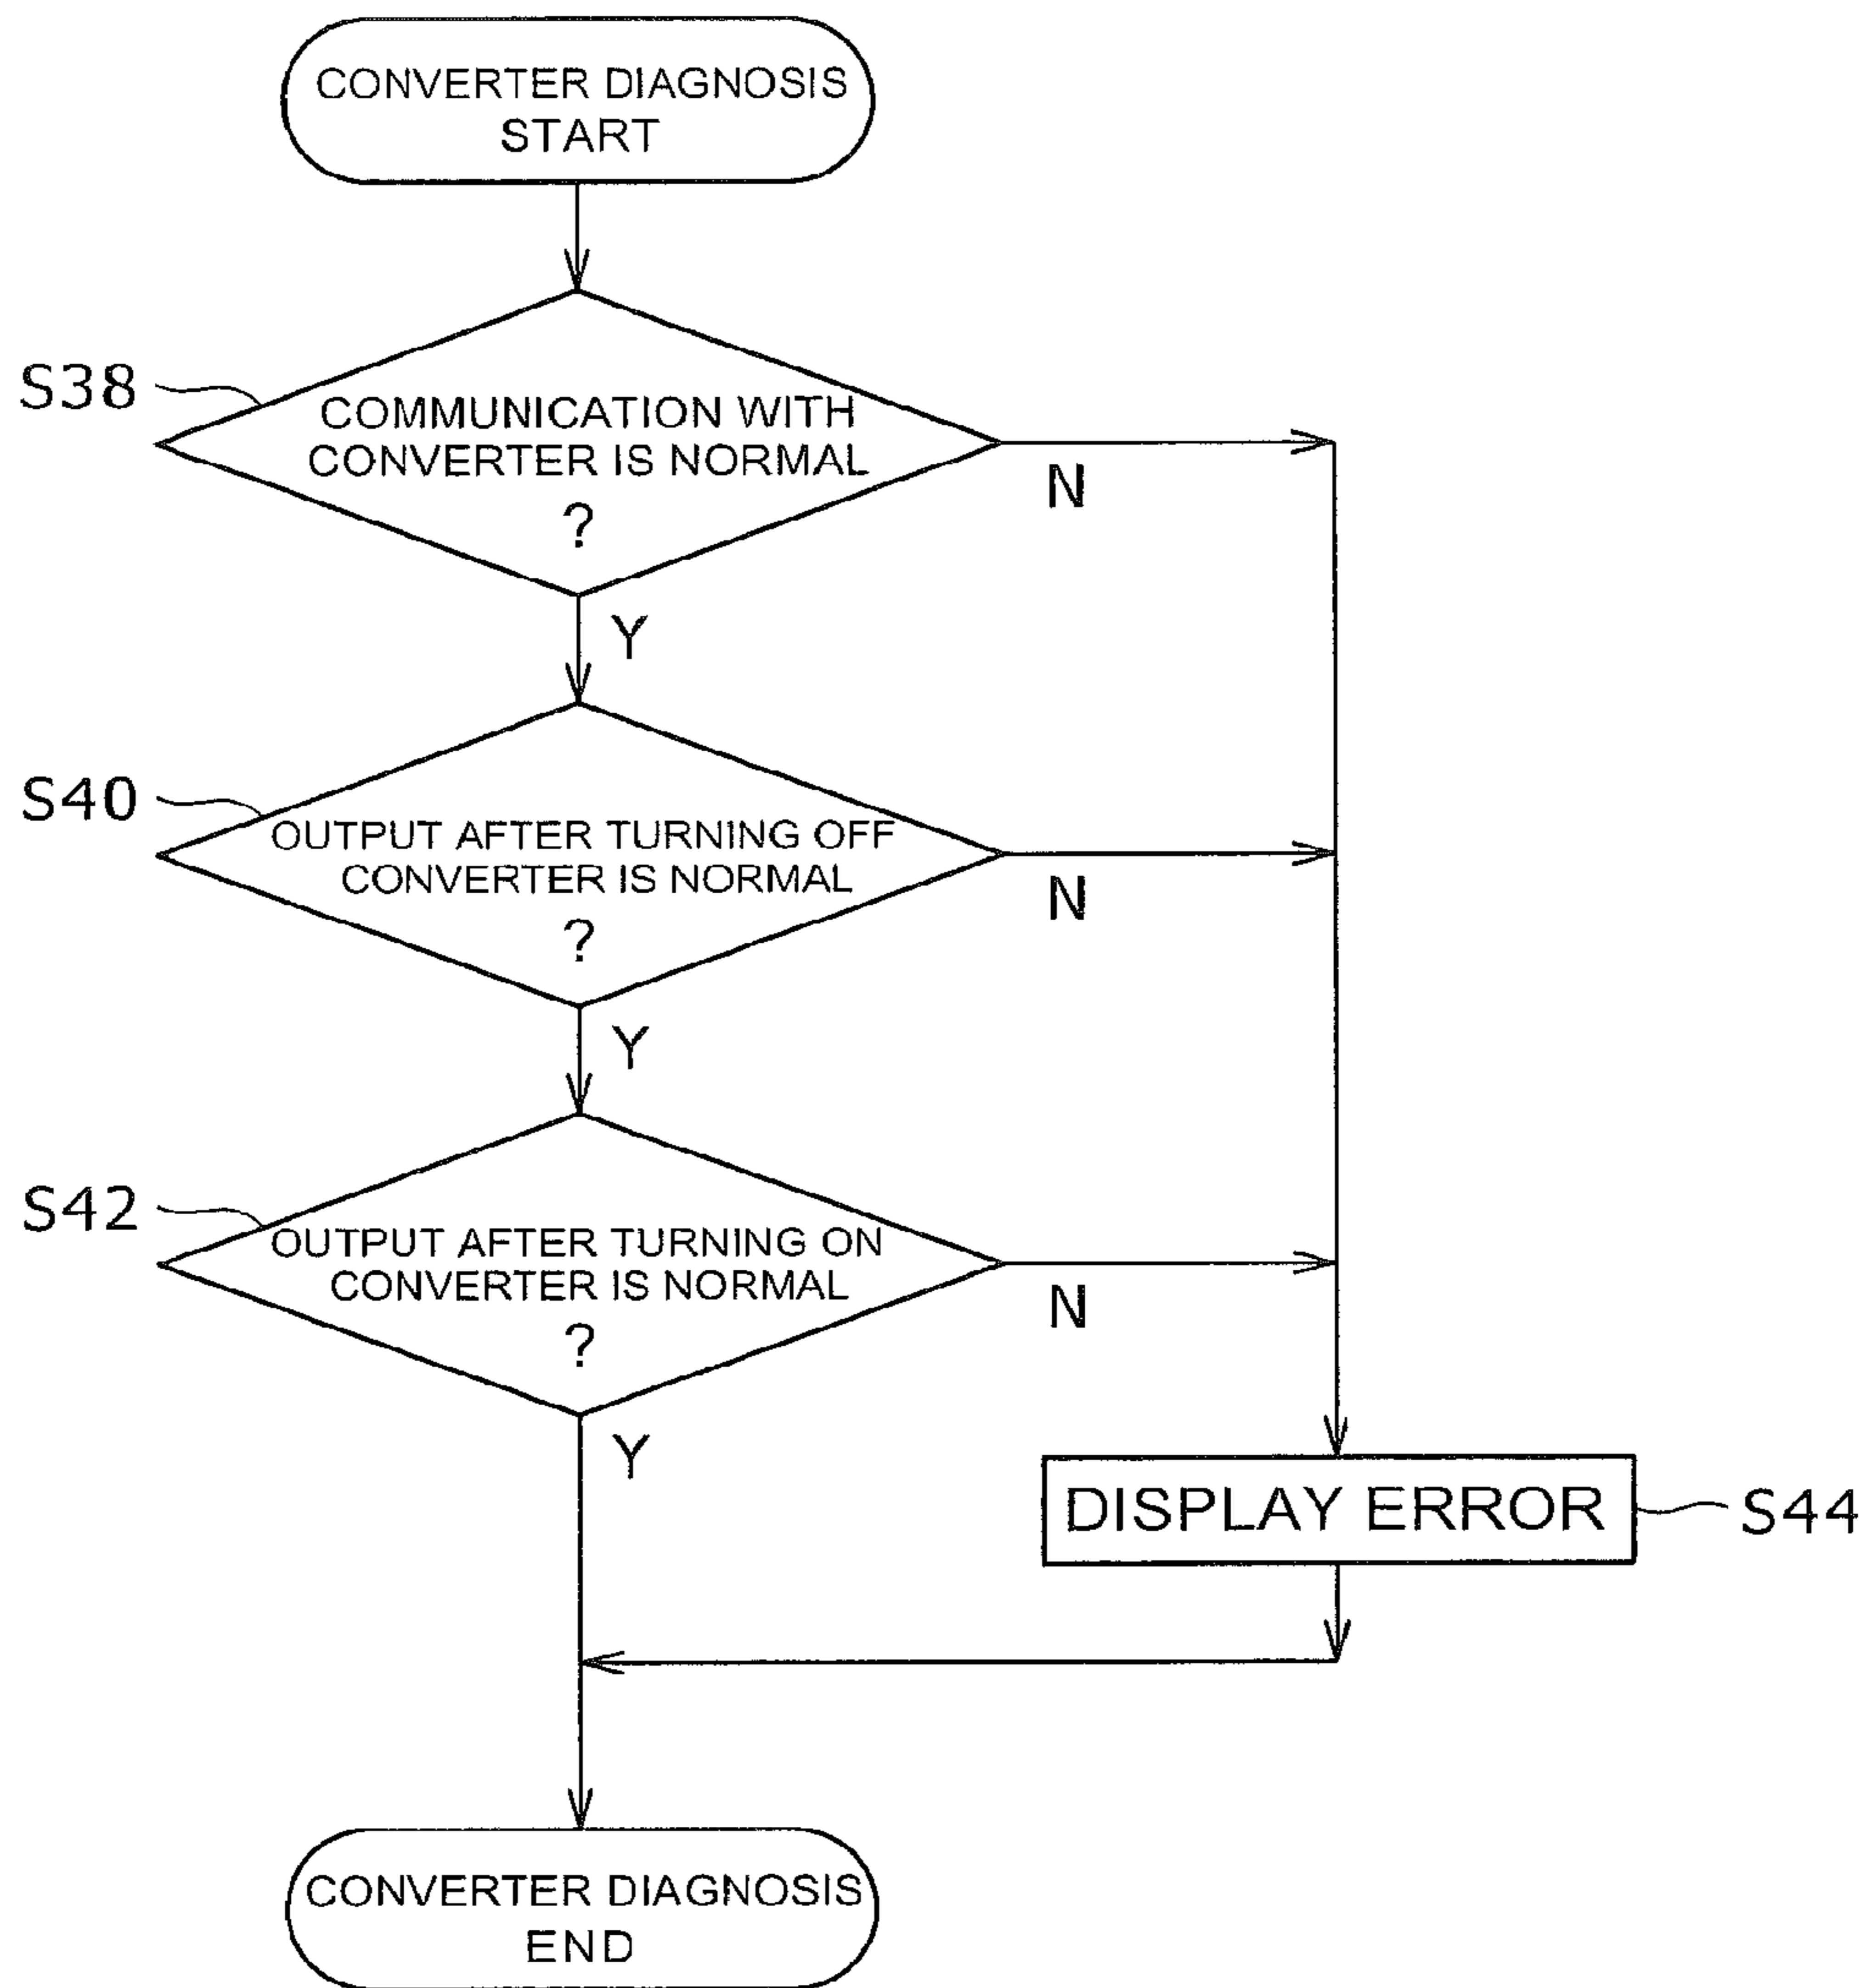 CONVERTER DIAGNOSIS
START
S38
COMMUNICATION WITH
CONVERTER IS NORMAL
?
N
Y
S40
OUTPUT AFTER TURNING OFF
CONVERTER IS NORMAL
?
N
Y
S42
OUTPUT AFTER TURNING ON
CONVERTER IS NORMAL
?
N
Y
DISPLAY ERROR
S44
CONVERTER DIAGNOSIS
END